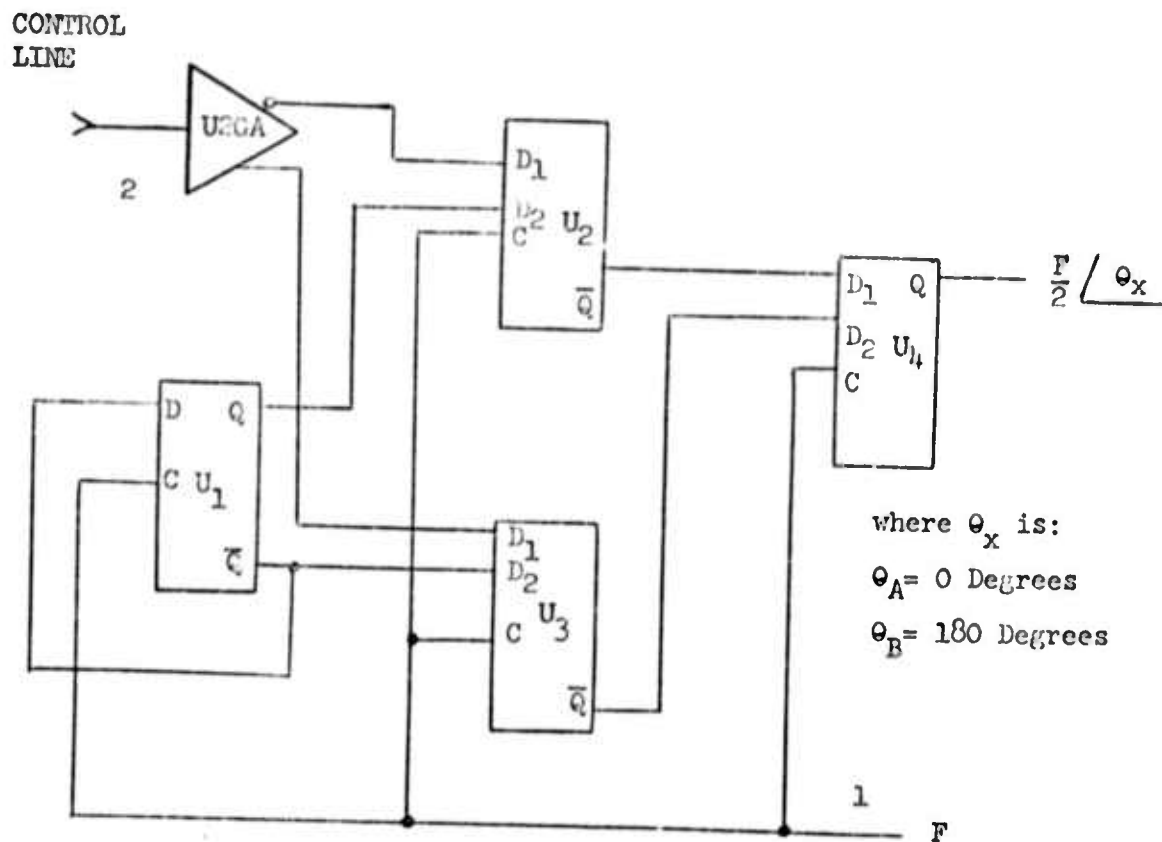 CONTROL
LINE
U2GA
2
D1
D2
C
U2
Q̅
D1 Q
D2 U4
C
F/2 /θx
D Q
C U1
Q̅
D1
D2
C U3
Q̅
where θx is:
θA= 0 Degrees
θB= 180 Degrees
1
F